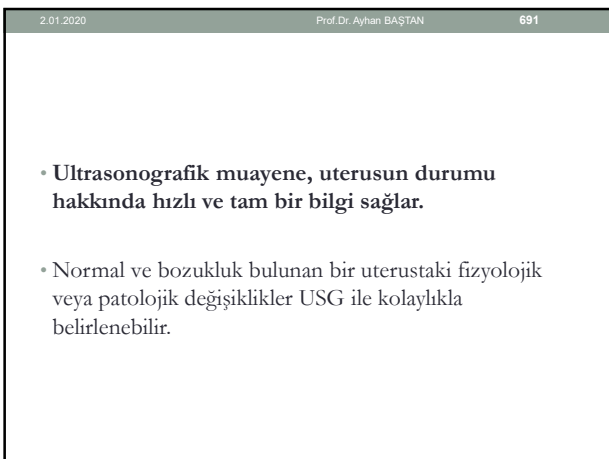 2.01.2020 Prof.Dr. Ayhan BAŞTAN 691
• Ultrasonografik muayene, uterusun durumu
hakkında hızlı ve tam bir bilgi sağlar.
• Normal ve bozukluk bulunan bir uterustaki fizyolojik
veya patolojik değişiklikler USG ile kolaylıkla
belirlenebilir.